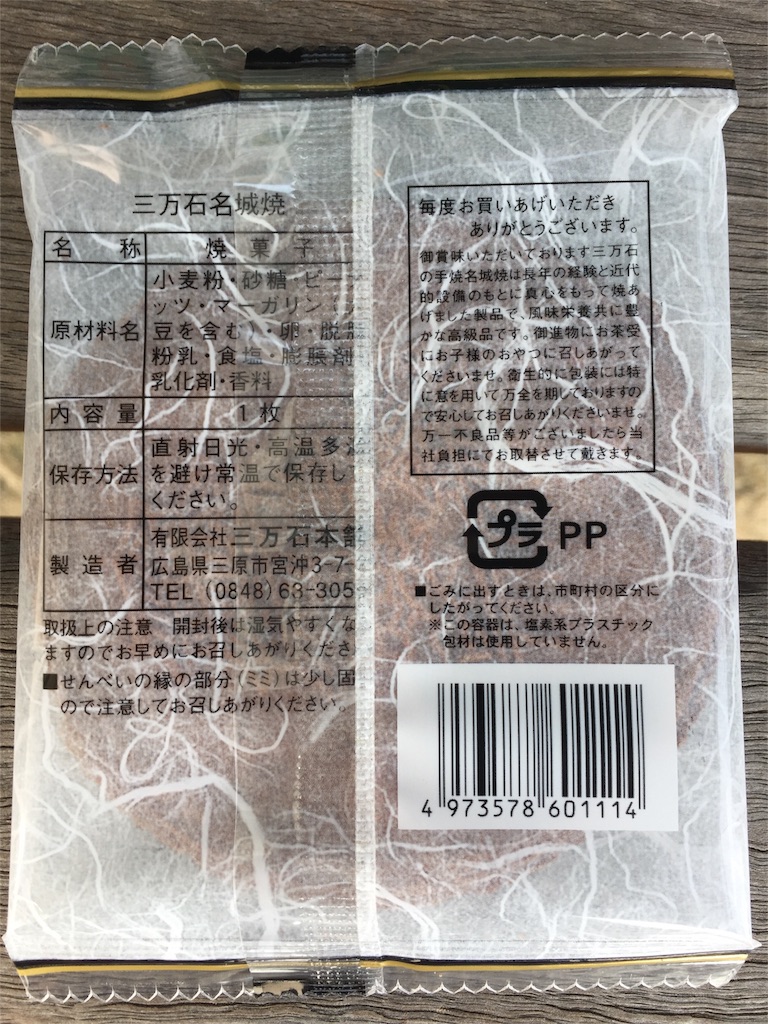 三万石名城焼
名称 焼菓子
原材料名 小麦粉・砂糖・ピー
ッツ・マーガリン(
豆を含む)・卵・脱脂
粉乳・食塩・膨張剤
乳化剤・香料
内容量 1枚
保存方法 直射日光・高温多湿
を避け常温で保存し
ください。
製造者 有限会社三万石本舗
広島県三原市宮沖3-7-
TEL (0848)63-305
取扱上の注意 開封後は湿気やすくな
ますのでお早めにお召しあがりくださ
■せんべいの縁の部分(ミミ)は少し固
ので注意してお召しあがりください。
毎度お買いあげいただき
ありがとうございます。
御賞味いただいております三万石
の手焼名城焼は長年の経験と近代
的設備のもとに真心をもって焼あ
げました製品で、風味栄養共に豊
かな高級品です。御進物にお茶受
にお子様のおやつに召しあがって
くださいませ。衛生的に包装には特
に意を用いて万全を期しておりますの
で安心してお召しあがりくださいませ。
万一不良品等がございましたら当
社負担にてお取替させて戴きます。
プラ PP
■ごみに出すときは、市町村の区分に
したがってください。
※この容器は、塩素系プラスチック
包材は使用していません。
4 973578 601114